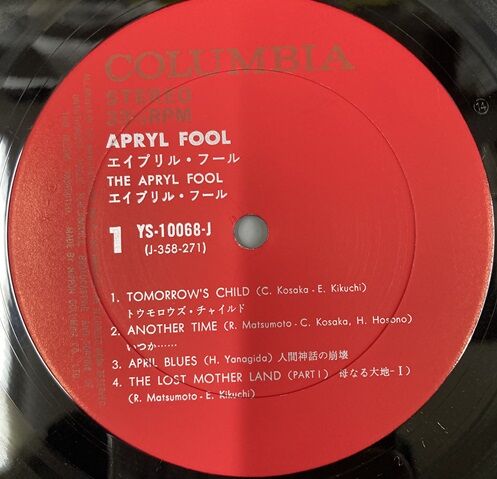 COLUMBIA
STEREO
33⅓RPM
14
APRYL FOOL
エイプリル・フール
THE APRYL FOOL
エイプリル・フール
1 YS-10068-J
(J-358-271)
1. TOMORROW'S CHILD (C. Kosaka - E. Kikuchi)
トウモロウズ・チャイルド
2. ANOTHER TIME (R. Matsumoto - C. Kosaka, H. Hosono)
いつか……
3. APRIL BLUES (H. Yanagida) 人間神話の崩壊
4. THE LOST MOTHER LAND (PART I) 母なる大地-I)
(R. Matsumoto - E. Kikuchi)